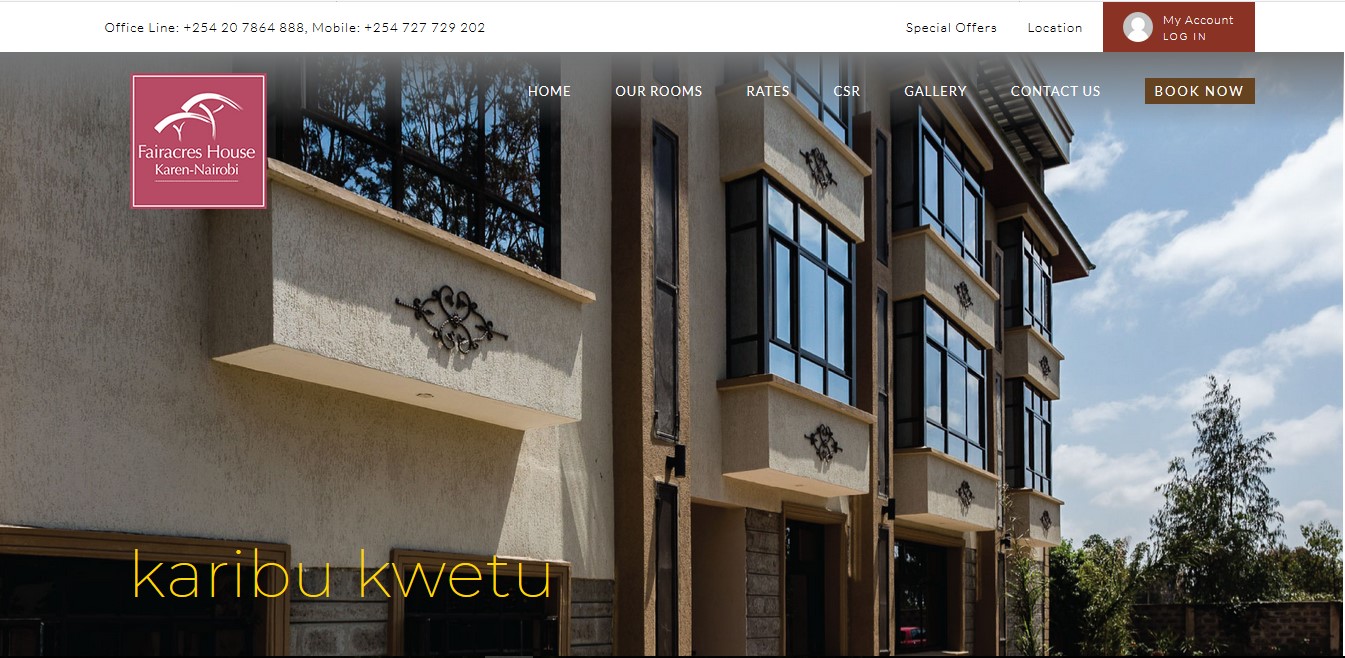 Office Line: +254 20 7864 888, Mobile: +254 727 729 202
Special Offers
Location
My Account
LOG IN
Fairacres House
Karen-Nairobi
HOME
OUR ROOMS
RATES
CSR
GALLERY
CONTACT US
BOOK NOW
karibu kwetu